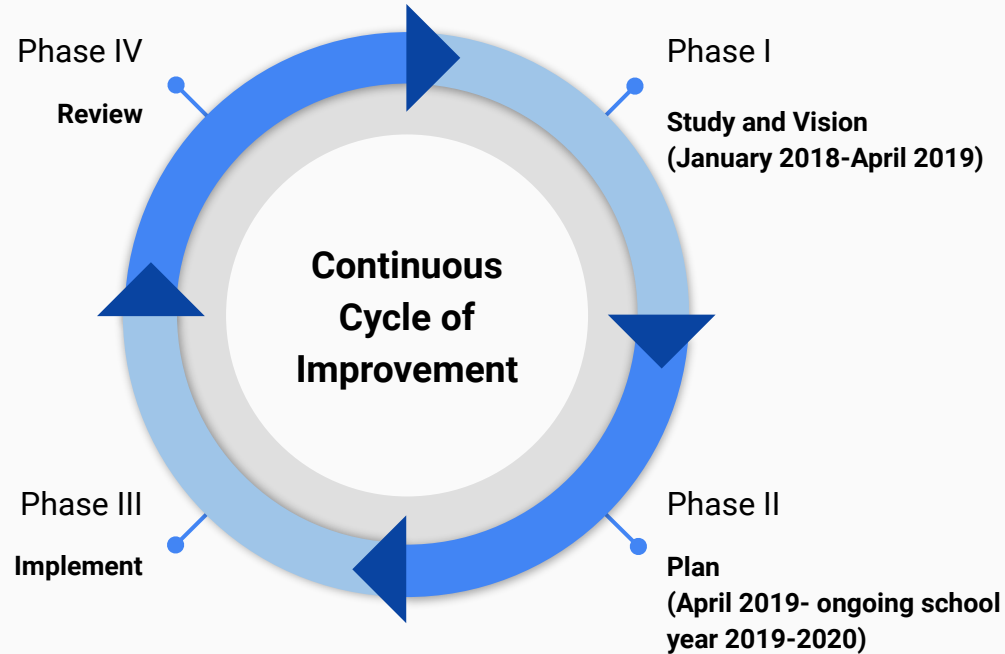 Phase IV
Review
Phase I
Study and Vision
(January 2018-April 2019)
Continuous
Cycle of
Improvement
Phase III
Implement
Phase II
Plan
(April 2019- ongoing school
year 2019-2020)